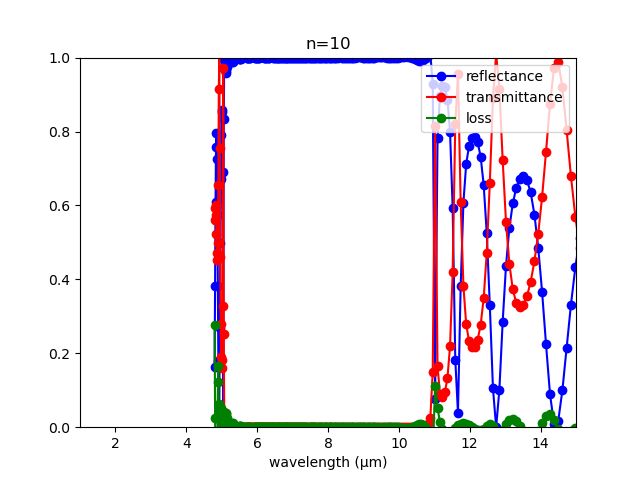 n=10
1.0
0.8
0.6
0.4
0.2
0.0
reflectance
transmittance
loss
2 4 6 8 10 12 14
wavelength (μm)